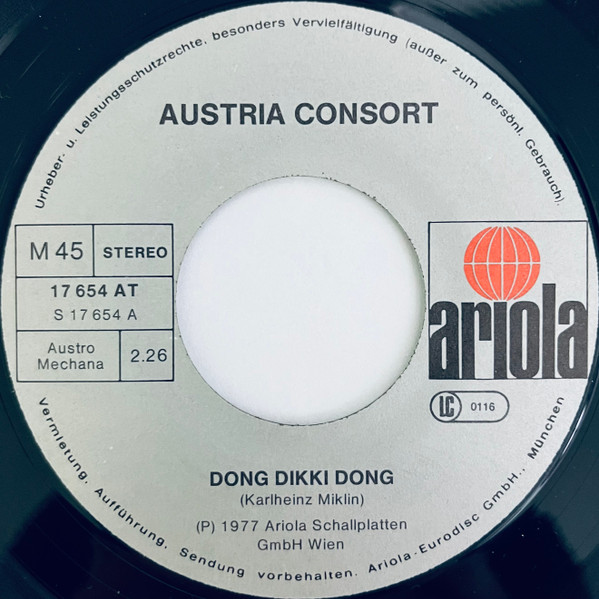 Urheber- u. Leistungsschutzrechte, besonders Vervielfältigung (außer zum persönl. Gebrauch),
AUSTRIA CONSORT
M 45 STEREO
17 654 AT
S 17 654 A
Austro
Mechana
2.26
ariola
LC 0116
DONG DIKKI DONG
(Karlheinz Miklin)
(P) 1977 Ariola Schallplatten
GmbH Wien
Vermietung, Aufführung, Sendung vorbehalten. Ariola-Eurodisc GmbH., München